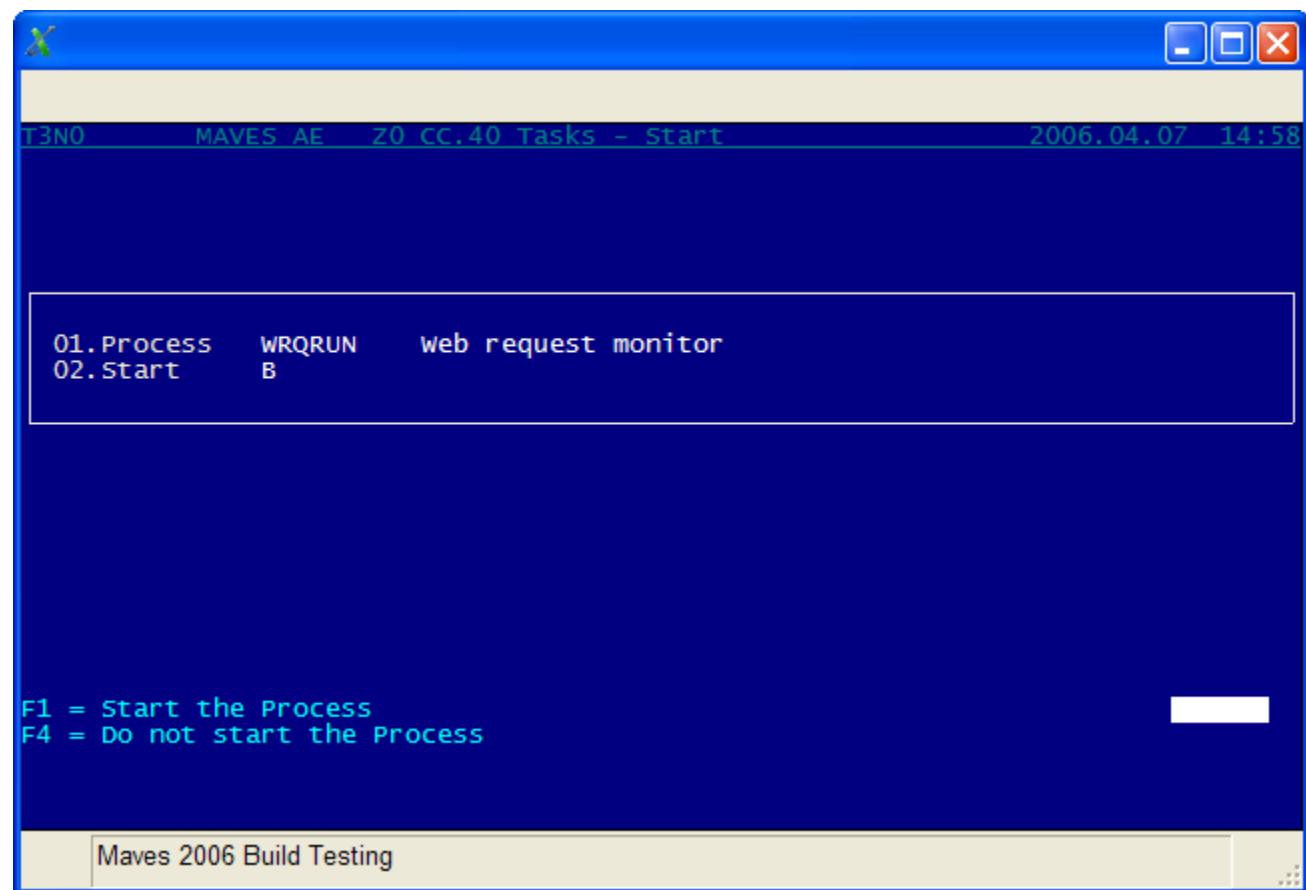 T3N0 MAVES AE Z0 CC.40 Tasks - Start 2006.04.07 14:58
01.Process WRQRUN Web request monitor
02.Start B
F1 = Start the Process
F4 = Do not start the Process
Maves 2006 Build Testing